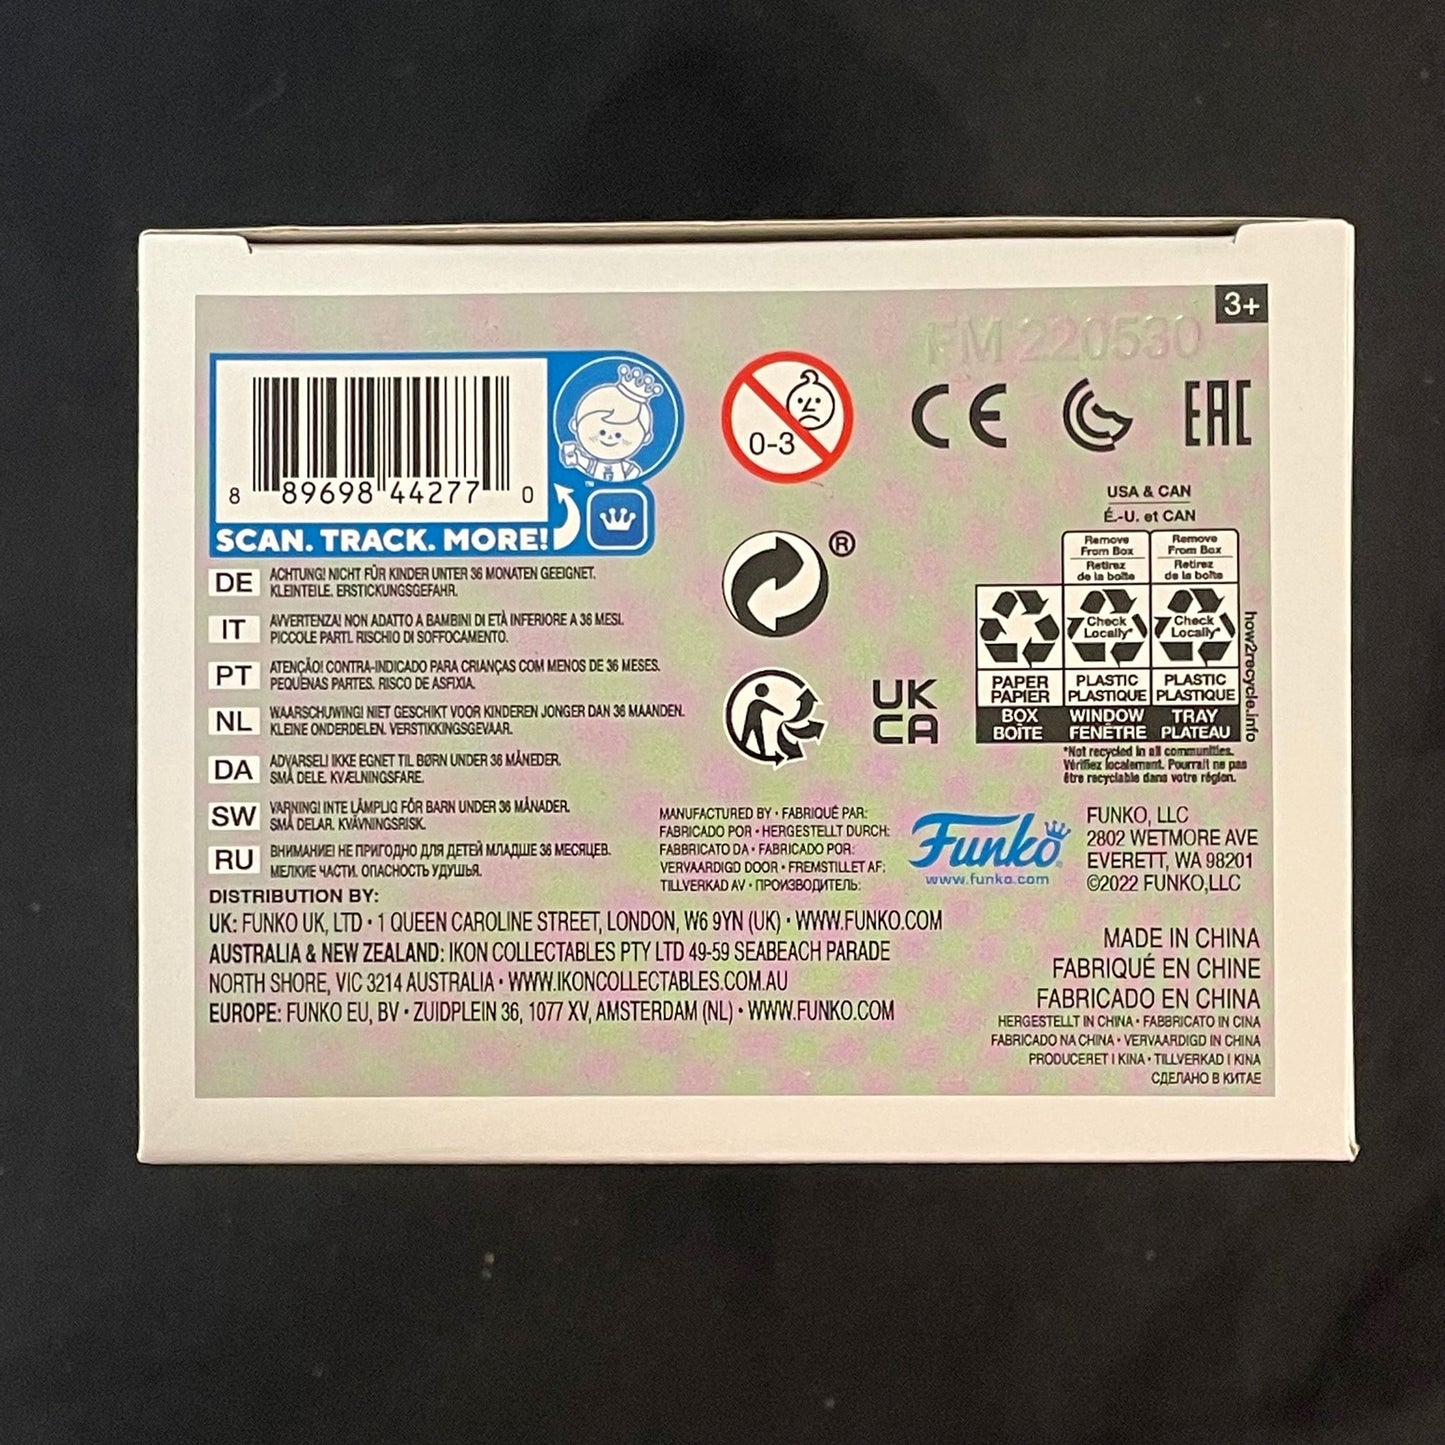 3+
FM 220530
8 89698 44277 0
SCAN. TRACK. MORE!
™
0-3
CE
EAC
USA & CAN
É.-U. et CAN
®
Remove
From Box
Retirez
de la boîte
Remove
From Box
Retirez
de la boîte
Check
Locally*
Check
Locally*
PAPER
PAPIER
PLASTIC
PLASTIQUE
PLASTIC
PLASTIQUE
BOX
BOÎTE
WINDOW
FENÊTRE
TRAY
PLATEAU
how2recycle.info
*Not recycled in all communities.
Vérifiez localement. Pourrait ne pas
être recyclable dans votre région.
UK
CA
DE ACHTUNG! NICHT FÜR KINDER UNTER 36 MONATEN GEEIGNET.
KLEINTEILE. ERSTICKUNGSGEFAHR.
IT AVVERTENZA! NON ADATTO A BAMBINI DI ETÀ INFERIORE A 36 MESI.
PICCOLE PARTI. RISCHIO DI SOFFOCAMENTO.
PT ATENÇÃO! CONTRA-INDICADO PARA CRIANÇAS COM MENOS DE 36 MESES.
PEQUENAS PARTES. RISCO DE ASFIXIA.
NL WAARSCHUWING! NIET GESCHIKT VOOR KINDEREN JONGER DAN 36 MAANDEN.
KLEINE ONDERDELEN. VERSTIKKINGSGEVAAR.
DA ADVARSEL! IKKE EGNET TIL BØRN UNDER 36 MÅNEDER.
SMÅ DELE. KVÆLNINGSFARE.
SW VARNING! INTE LÄMPLIG FÖR BARN UNDER 36 MÅNADER.
SMÅ DELAR. KVÄVNINGSRISK.
RU ВНИМАНИЕ! НЕ ПРИГОДНО ДЛЯ ДЕТЕЙ МЛАДШЕ 36 МЕСЯЦЕВ.
МЕЛКИЕ ЧАСТИ. ОПАСНОСТЬ УДУШЬЯ.
MANUFACTURED BY • FABRIQUÉ PAR:
FABRICADO POR • HERGESTELLT DURCH:
FABBRICATO DA • FABRICADO POR:
VERVAARDIGD DOOR • FREMSTILLET AF:
TILLVERKAD AV • ПРОИЗВОДИТЕЛЬ:
Funko
www.funko.com
FUNKO, LLC
2802 WETMORE AVE
EVERETT, WA 98201
©2022 FUNKO,LLC
DISTRIBUTION BY:
UK: FUNKO UK, LTD • 1 QUEEN CAROLINE STREET, LONDON, W6 9YN (UK) • WWW.FUNKO.COM
AUSTRALIA & NEW ZEALAND: IKON COLLECTABLES PTY LTD 49-59 SEABEACH PARADE
NORTH SHORE, VIC 3214 AUSTRALIA • WWW.IKONCOLLECTABLES.COM.AU
EUROPE: FUNKO EU, BV • ZUIDPLEIN 36, 1077 XV, AMSTERDAM (NL) • WWW.FUNKO.COM
MADE IN CHINA
FABRIQUÉ EN CHINE
FABRICADO EN CHINA
HERGESTELLT IN CHINA • FABBRICATO IN CINA
FABRICADO NA CHINA • VERVAARDIGD IN CHINA
PRODUCERET I KINA • TILLVERKAD I KINA
СДЕЛАНО В КИТАЕ